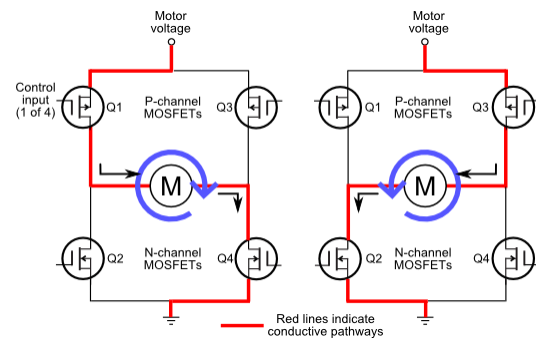 Motor
voltage
Control
input
(1 of 4)
Q1
P-channel
MOSFETs
Q3
M
Q2
N-channel
MOSFETs
Q4
Motor
voltage
Q1
P-channel
MOSFETs
Q3
M
Q2
N-channel
MOSFETs
Q4
Red lines indicate
conductive pathways